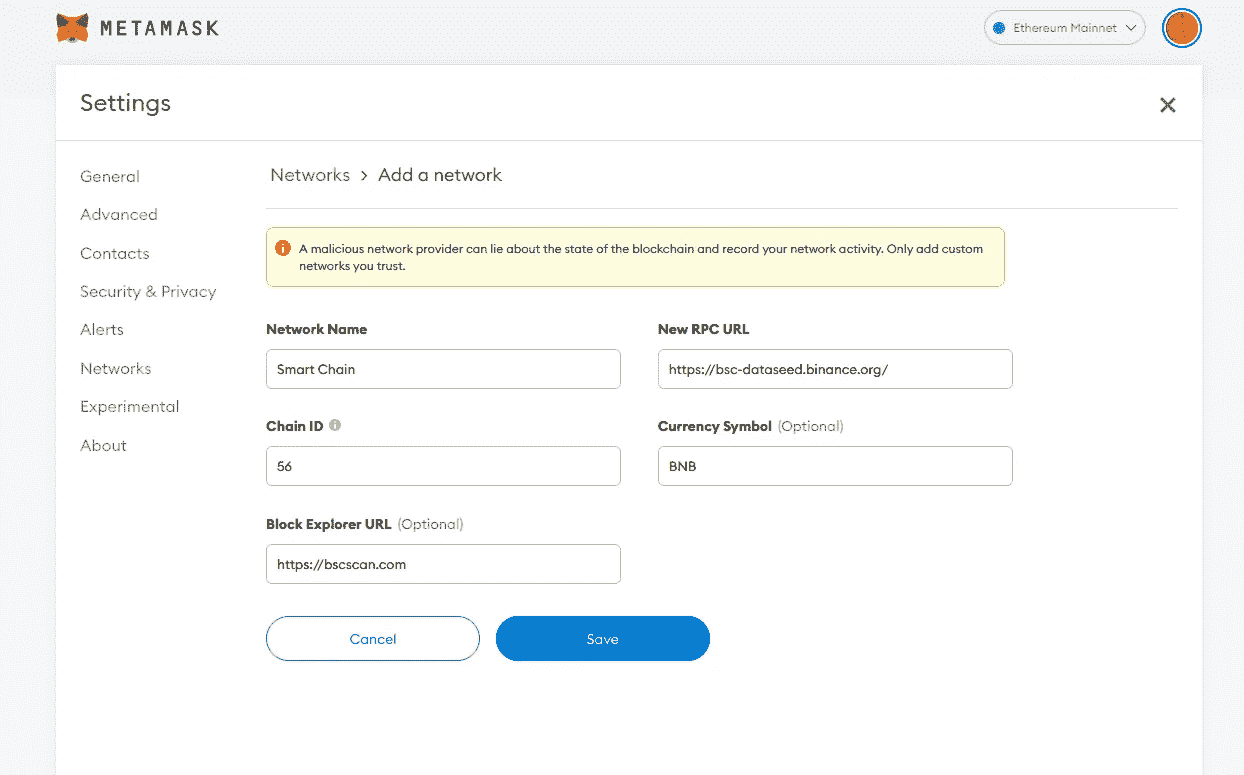 METAMASK
Ethereum Mainnet
Settings
General
Advanced
Contacts
Security & Privacy
Alerts
Networks
Experimental
About
Networks > Add a network
A malicious network provider can lie about the state of the blockchain and record your network activity. Only add custom
networks you trust.
Network Name
Smart Chain
New RPC URL
https://bsc-dataseed.binance.org/
Chain ID
56
Currency Symbol (Optional)
BNB
Block Explorer URL (Optional)
https://bscscan.com
Cancel
Save